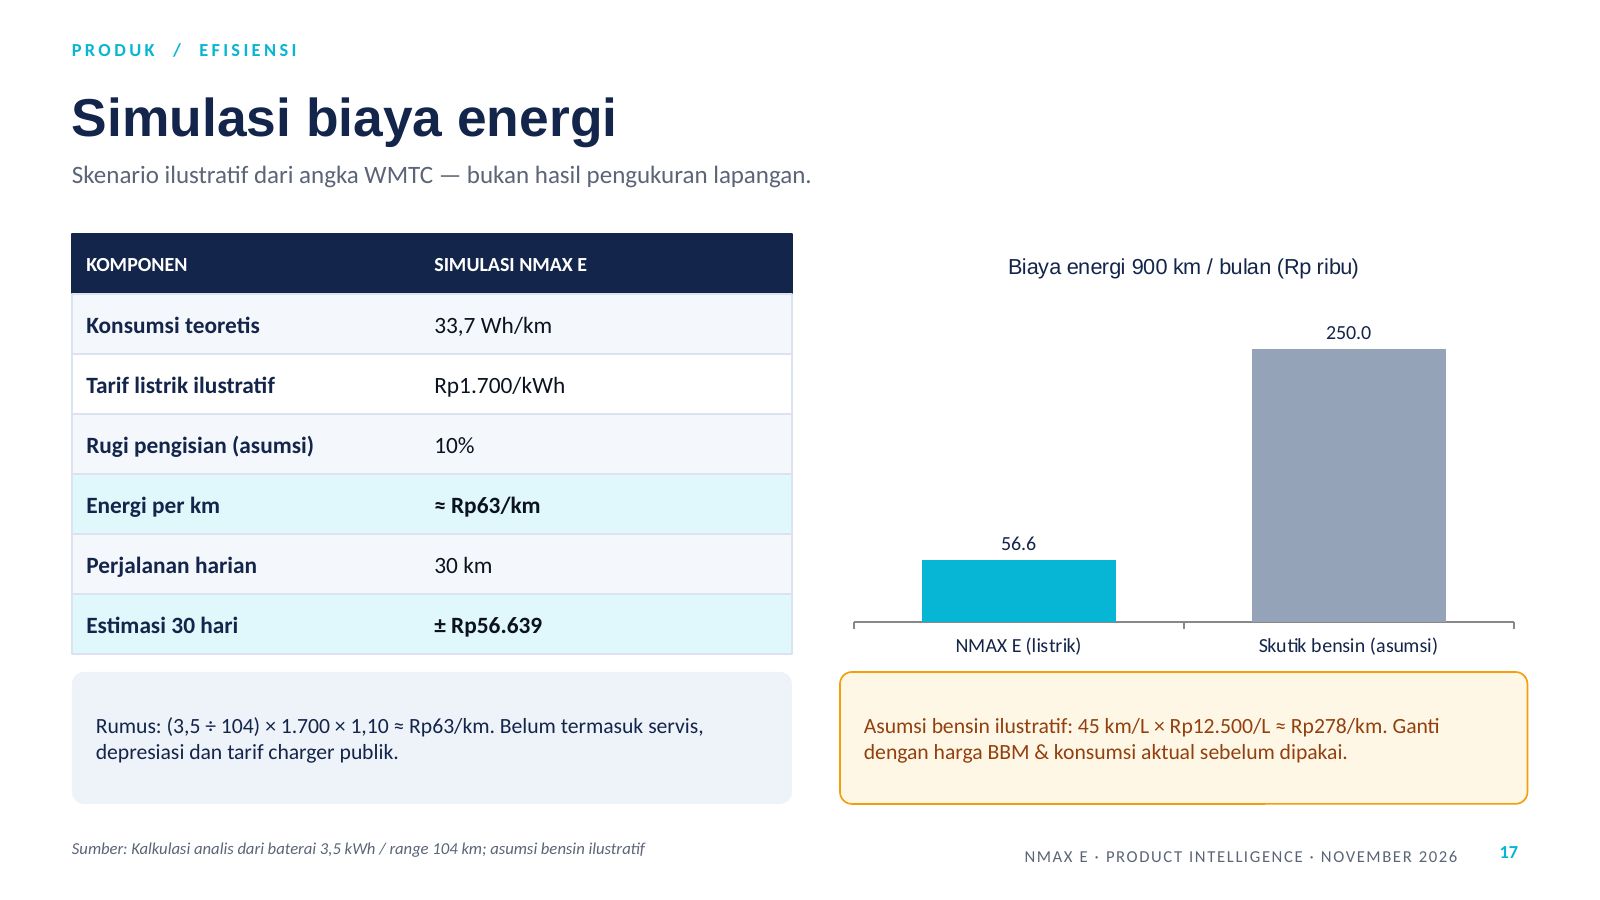 PRODUK / EFISIENSI
Simulasi biaya energi
Skenario ilustratif dari angka WMTC — bukan hasil pengukuran lapangan.
KOMPONEN SIMULASI NMAX E
Konsumsi teoretis 33,7 Wh/km
Tarif listrik ilustratif Rp1.700/kWh
Rugi pengisian (asumsi) 10%
Energi per km ≈ Rp63/km
Perjalanan harian 30 km
Estimasi 30 hari ± Rp56.639
Rumus: (3,5 ÷ 104) × 1.700 × 1,10 ≈ Rp63/km. Belum termasuk servis,
depresiasi dan tarif charger publik.
Biaya energi 900 km / bulan (Rp ribu)
250.0
56.6
NMAX E (listrik) Skutik bensin (asumsi)
Asumsi bensin ilustratif: 45 km/L × Rp12.500/L ≈ Rp278/km. Ganti
dengan harga BBM & konsumsi aktual sebelum dipakai.
Sumber: Kalkulasi analis dari baterai 3,5 kWh / range 104 km; asumsi bensin ilustratif
NMAX E · PRODUCT INTELLIGENCE · NOVEMBER 2026 17